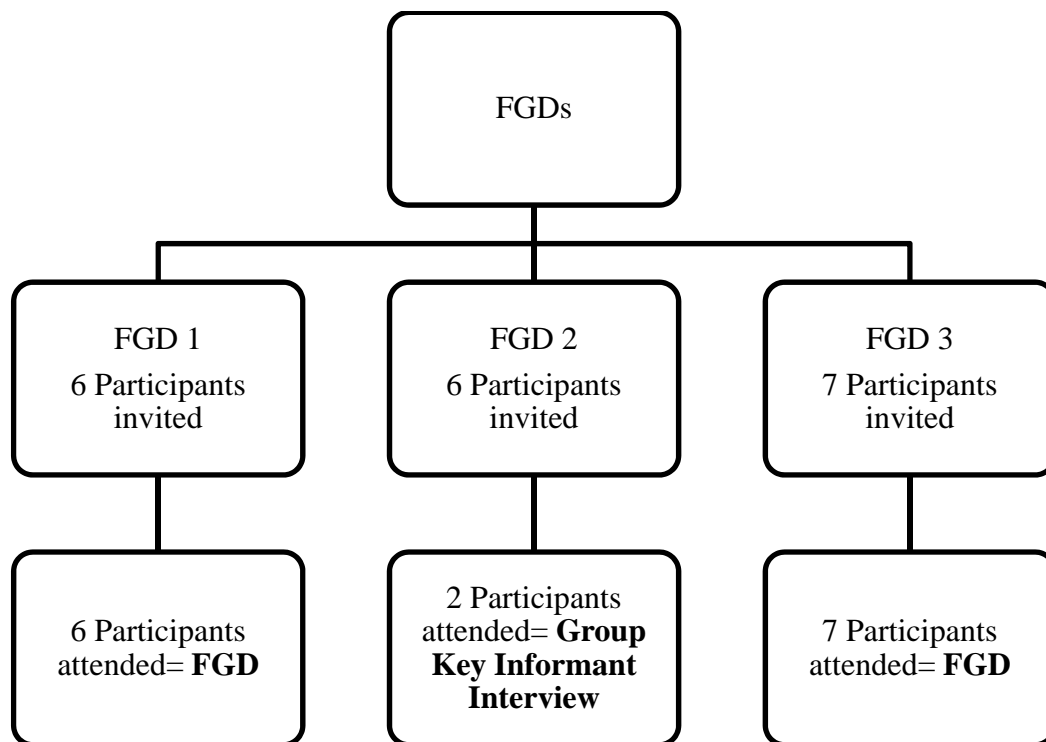 FGDs
FGD 1
6 Participants
invited
FGD 2
6 Participants
invited
FGD 3
7 Participants
invited
6 Participants
attended= FGD
2 Participants
attended= Group
Key Informant
Interview
7 Participants
attended= FGD